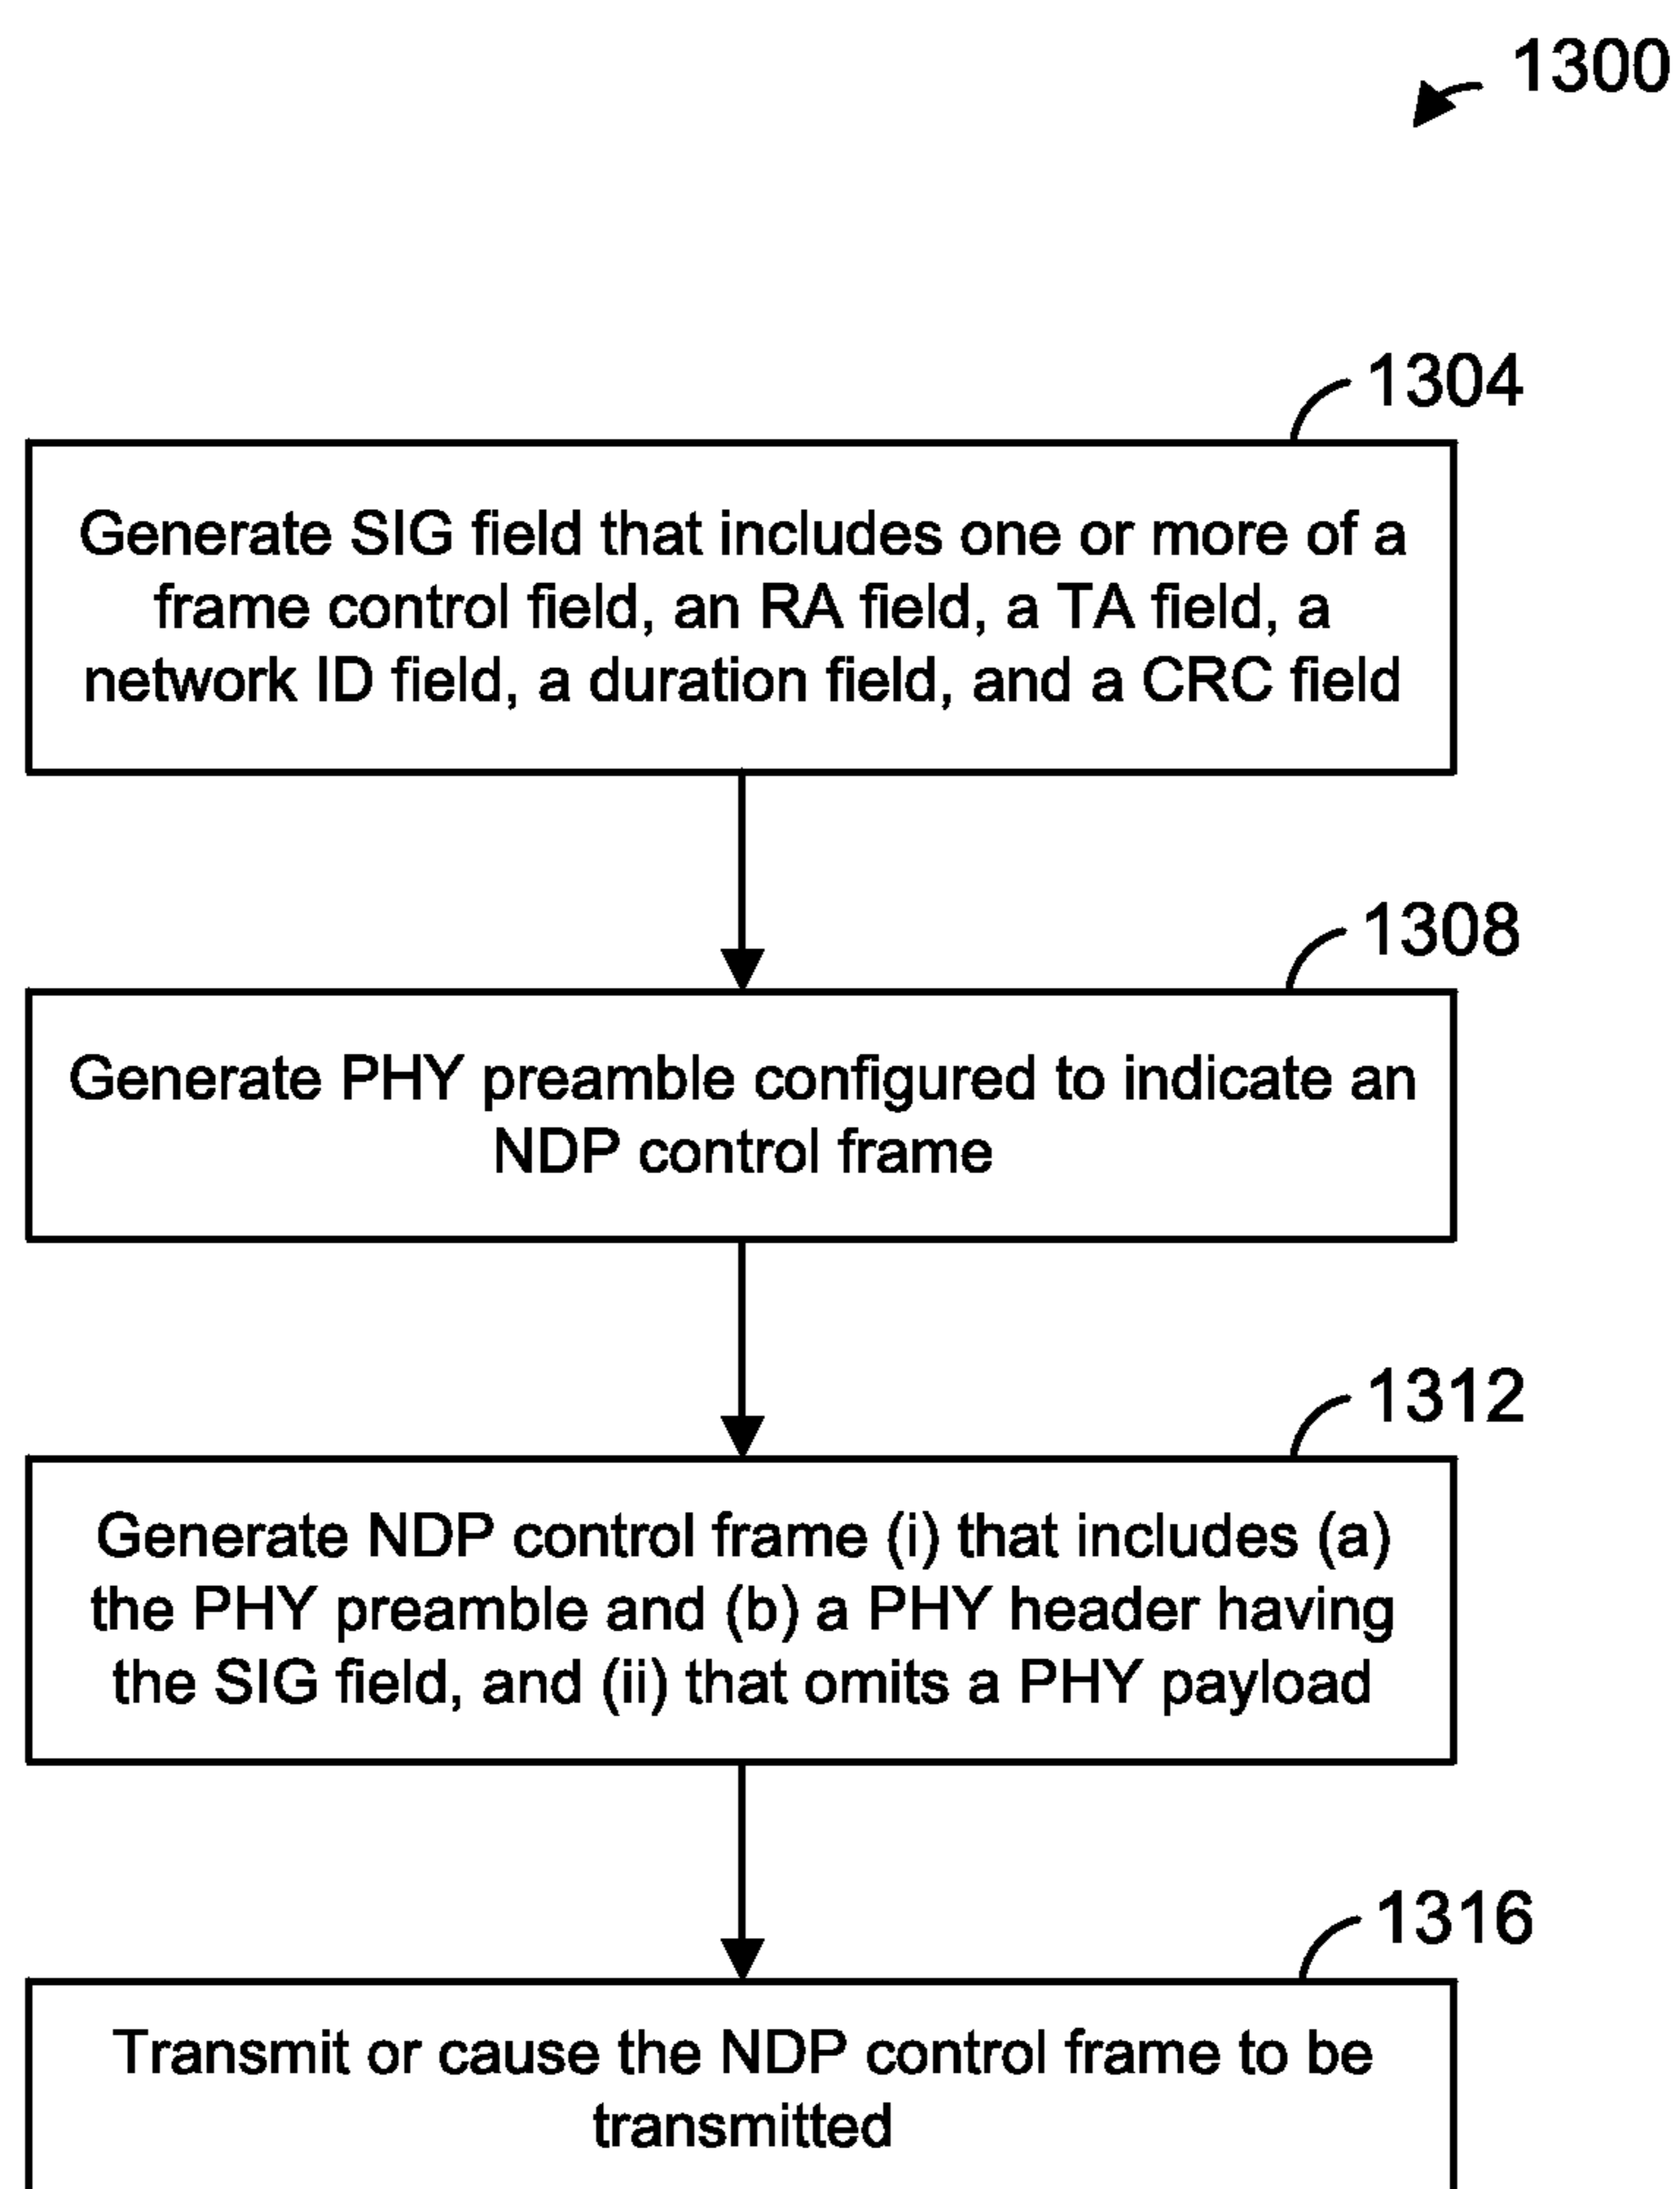 1300
1304
Generate SIG field that includes one or more of a
frame control field, an RA field, a TA field, a
network ID field, a duration field, and a CRC field
1308
Generate PHY preamble configured to indicate an
NDP control frame
1312
Generate NDP control frame (i) that includes (a)
the PHY preamble and (b) a PHY header having
the SIG field, and (ii) that omits a PHY payload
1316
Transmit or cause the NDP control frame to be
transmitted